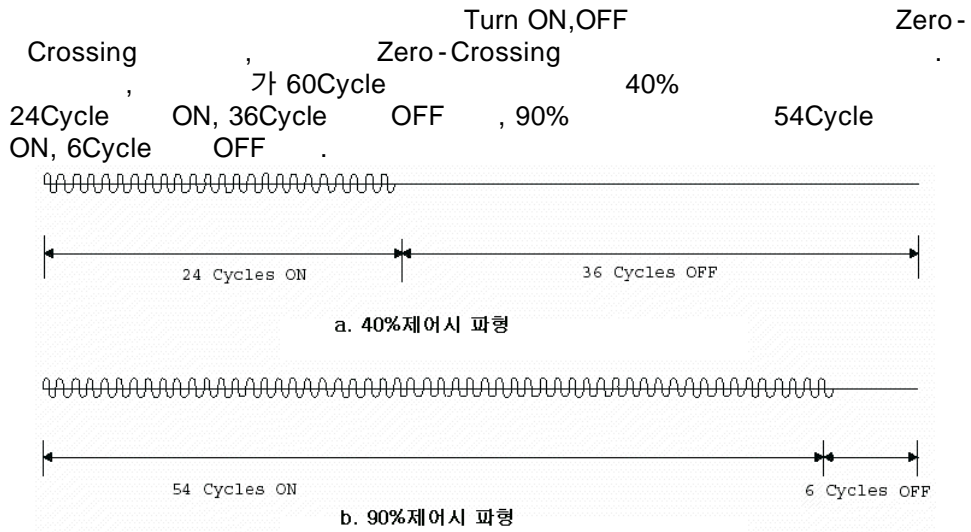 Turn ON,OFF Zero-
Crossing , Zero-Crossing .
, 가 60Cycle 40%
24Cycle ON, 36Cycle OFF , 90% 54Cycle
ON, 6Cycle OFF .
24 Cycles ON 36 Cycles OFF
a. 40%제어시 파형
54 Cycles ON 6 Cycles OFF
b. 90%제어시 파형